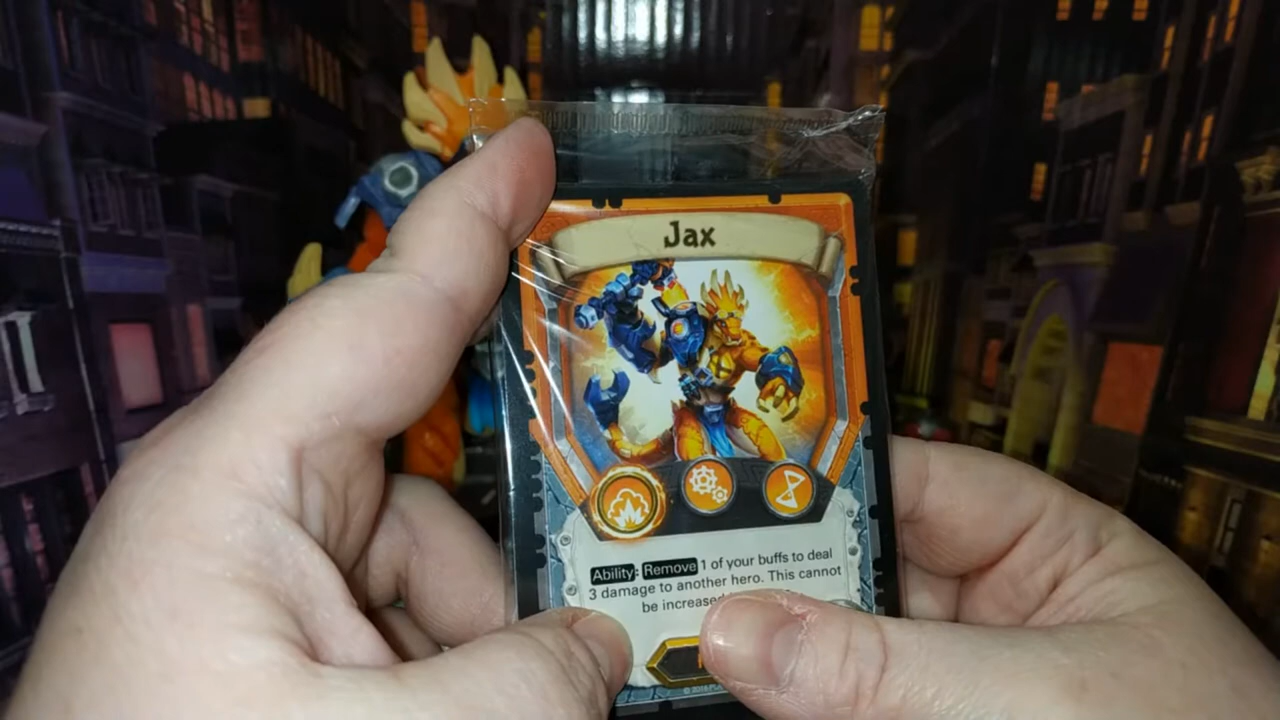 Jax
Ability: Remove 1 of your buffs to deal
3 damage to another hero. This cannot
be increased